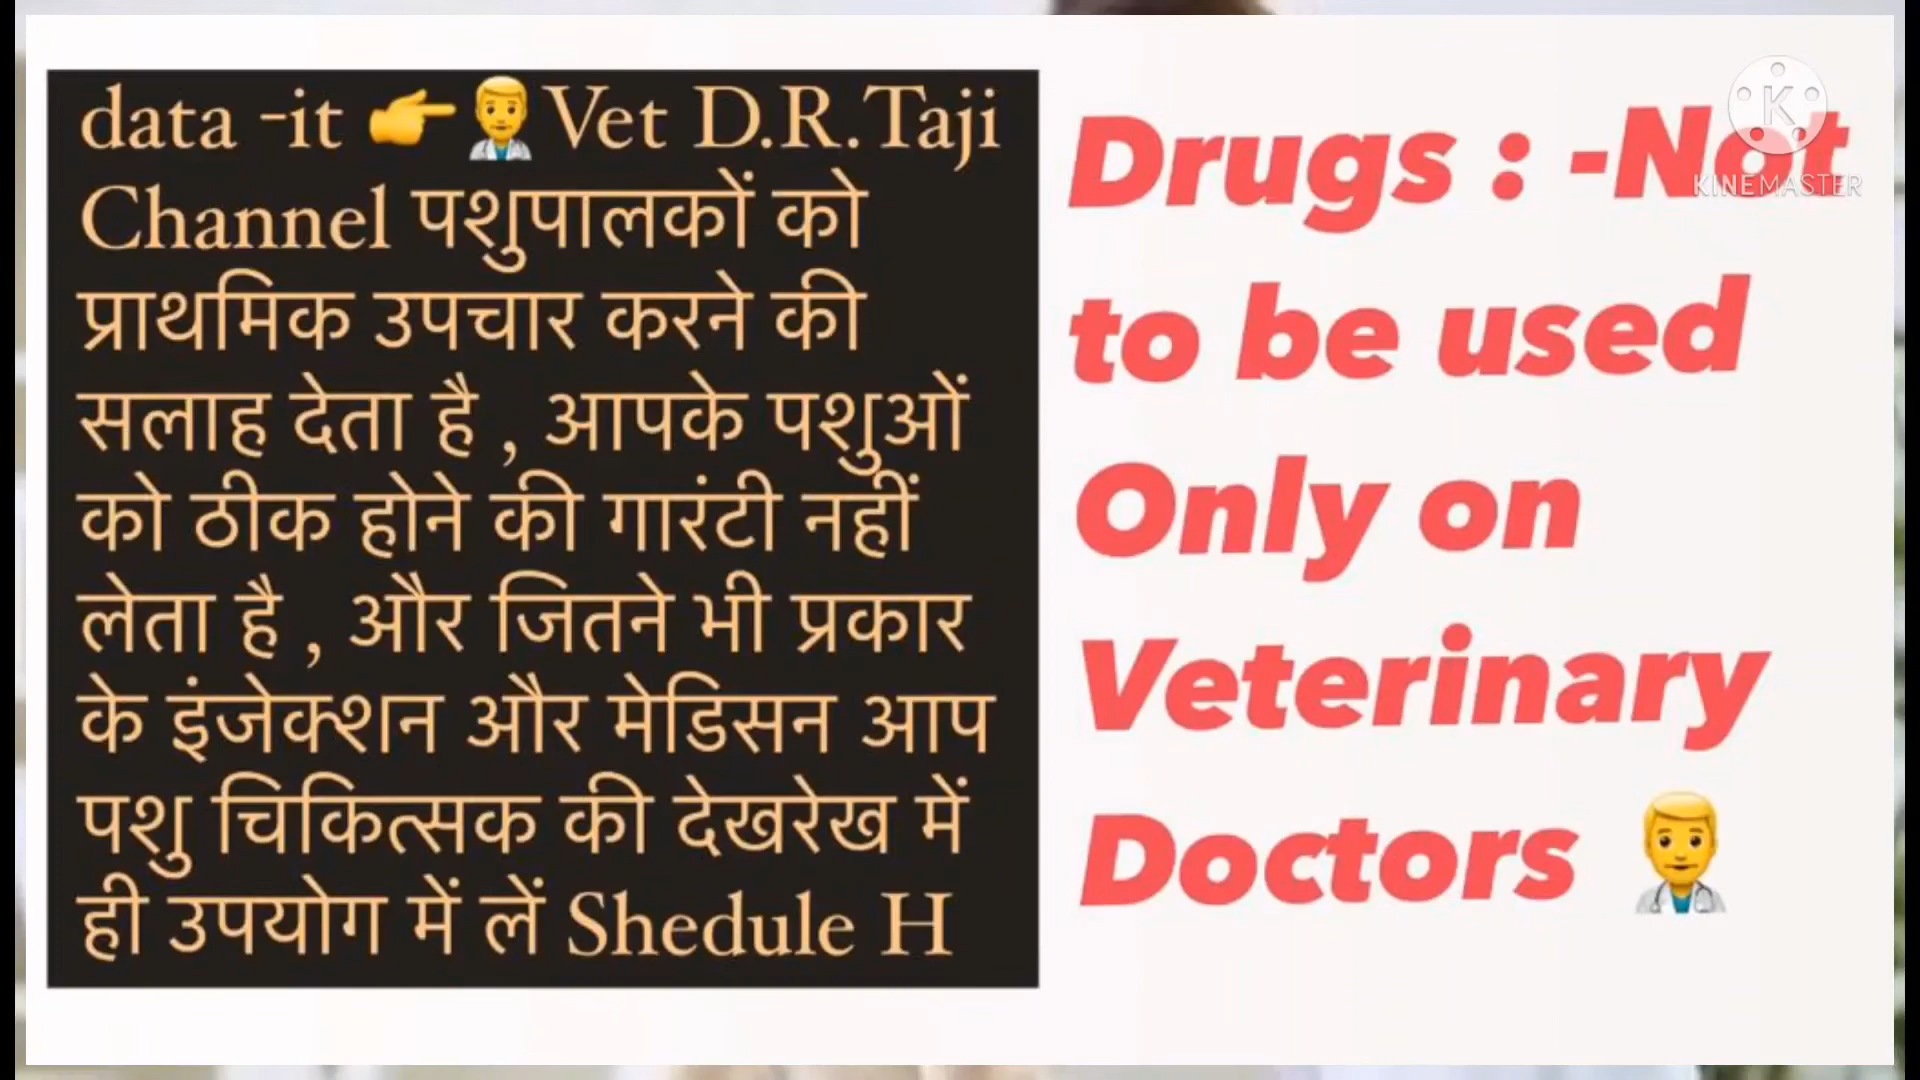 data -it 👉👨‍⚕️Vet D.R.Taji
Channel पशुपालकों को
प्राथमिक उपचार करने की
सलाह देता है , आपके पशुओं
को ठीक होने की गारंटी नहीं
लेता है , और जितने भी प्रकार
के इंजेक्शन और मेडिसन आप
पशु चिकित्सक की देखरेख में
ही उपयोग में लें Shedule H
Drugs : -Not
to be used
Only on
Veterinary
Doctors 👨‍⚕️
K
KINEMASTER